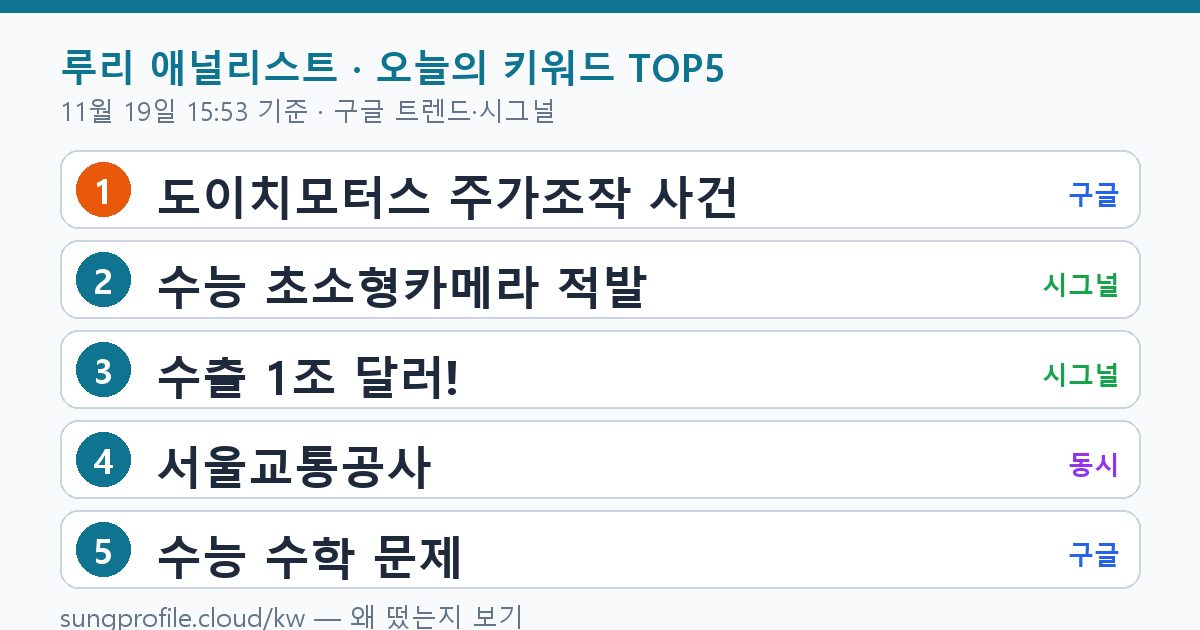 루리 애널리스트 · 오늘의 키워드 TOP5
11월 19일 15:53 기준 · 구글 트렌드·시그널
1 도이치모터스 주가조작 사건 구글
2 수능 초소형카메라 적발 시그널
3 수출 1조 달러! 시그널
4 서울교통공사 동시
5 수능 수학 문제 구글
sungprofile.cloud/kw — 왜 떴는지 보기